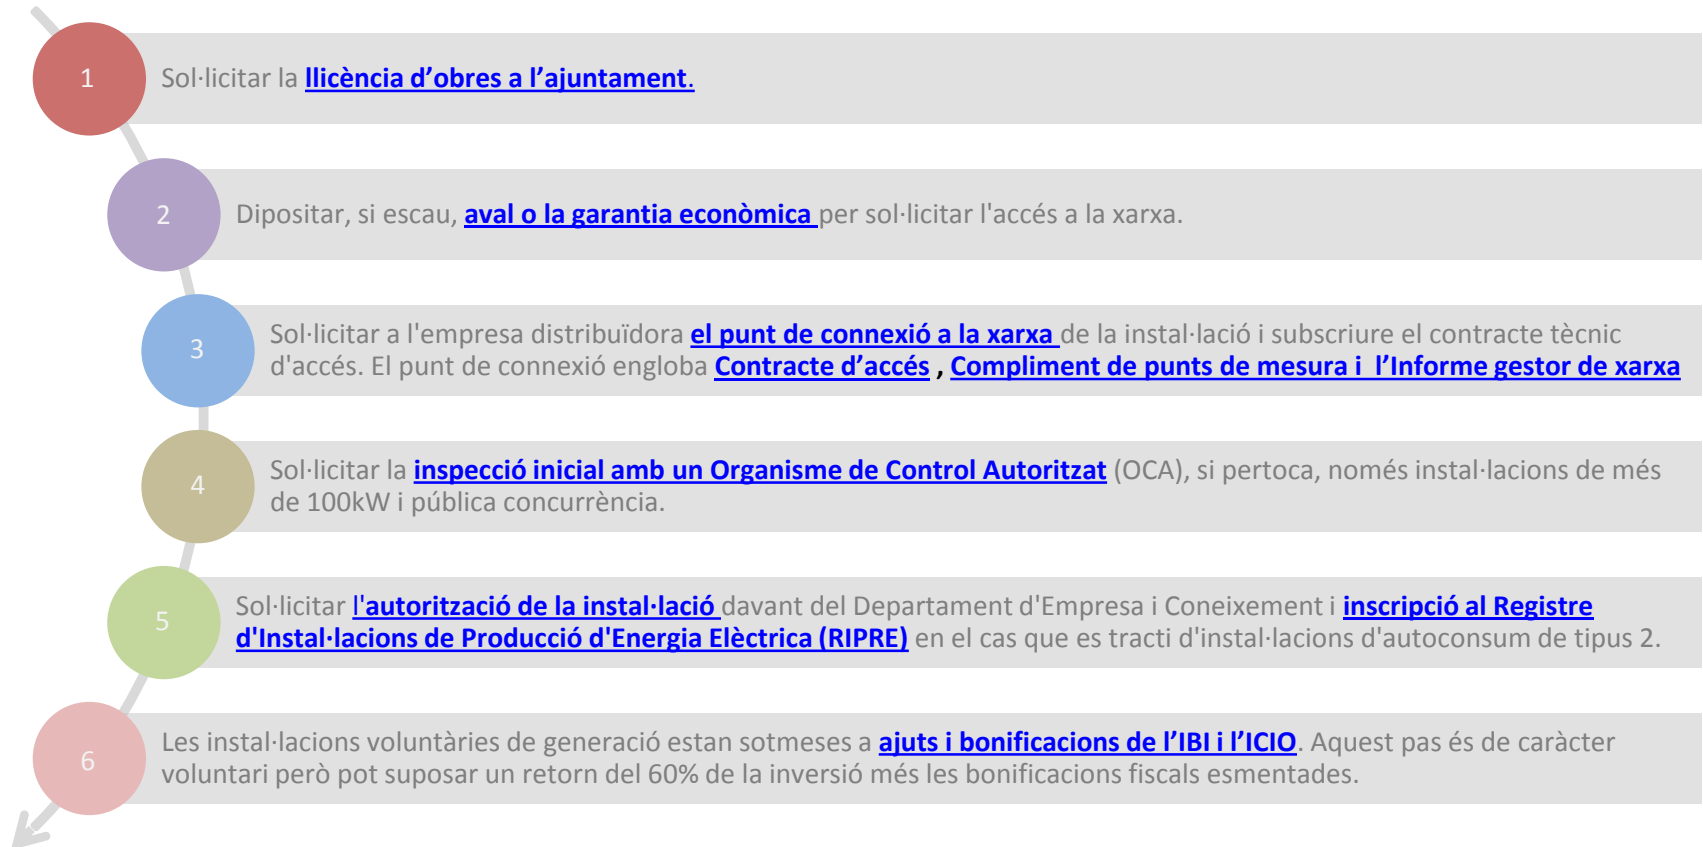 1
Sol·licitar la llicència d’obres a l’ajuntament.
2
Dipositar, si escau, aval o la garantia econòmica per sol·licitar l'accés a la xarxa.
3
Sol·licitar a l'empresa distribuïdora el punt de connexió a la xarxa de la instal·lació i subscriure el contracte tècnic
d'accés. El punt de connexió engloba Contracte d’accés , Compliment de punts de mesura i  l’Informe gestor de xarxa
4
Sol·licitar la inspecció inicial amb un Organisme de Control Autoritzat (OCA), si pertoca, només instal·lacions de més
de 100kW i pública concurrència.
5
Sol·licitar l'autorització de la instal·lació davant del Departament d'Empresa i Coneixement i inscripció al Registre
d'Instal·lacions de Producció d'Energia Elèctrica (RIPRE) en el cas que es tracti d'instal·lacions d'autoconsum de tipus 2.
6
Les instal·lacions voluntàries de generació estan sotmeses a ajuts i bonificacions de l’IBI i l’ICIO. Aquest pas és de caràcter
voluntari però pot suposar un retorn del 60% de la inversió més les bonificacions fiscals esmentades.